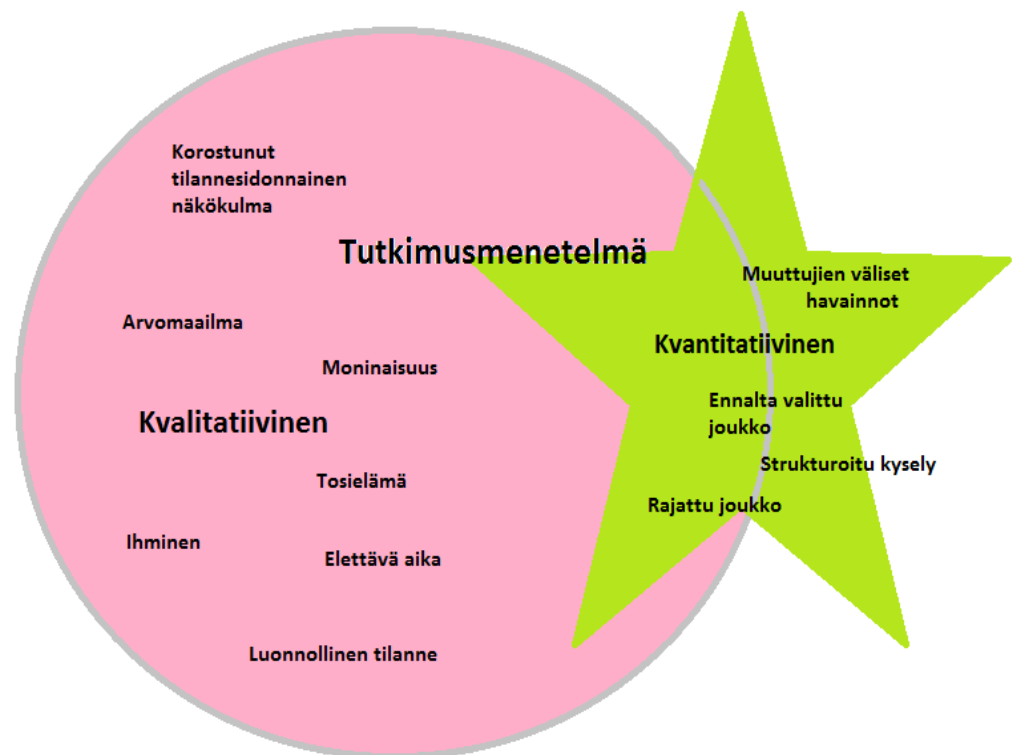 Korostunut
tilannesidonnainen
näkökulma
Tutkimusmenetelmä
Muuttujien väliset
havainnot
Arvomaailma
Kvantitatiivinen
Moninaisuus
Ennalta valittu
joukko
Kvalitatiivinen
Strukturoitu kysely
Tosielämä
Rajattu joukko
Ihminen
Elettävä aika
Luonnollinen tilanne